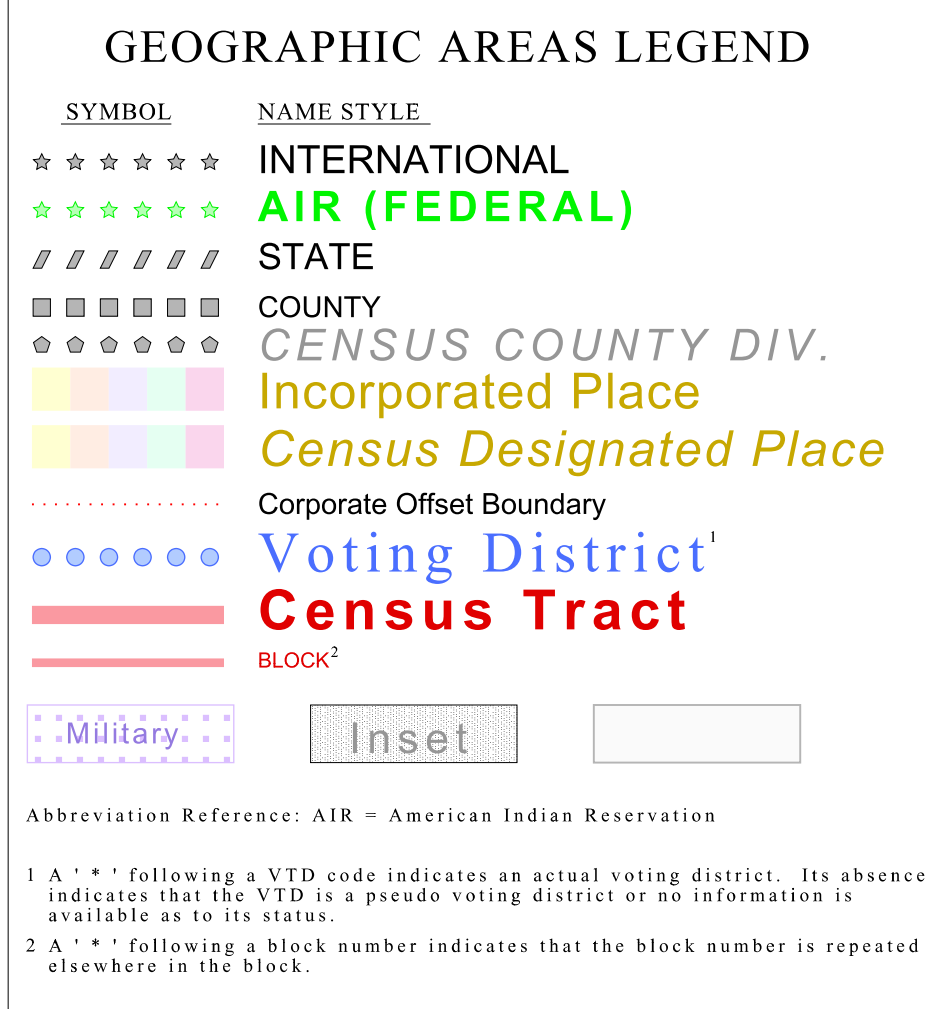 GEOGRAPHIC AREAS LEGEND
SYMBOL NAME STYLE
INTERNATIONAL
AIR (FEDERAL)
STATE
COUNTY
CENSUS COUNTY DIV.
Incorporated Place
Census Designated Place
Corporate Offset Boundary
Voting District1
Census Tract
BLOCK2
Military Inset
Abbreviation Reference: AIR = American Indian Reservation
1 A ' * ' following a VTD code indicates an actual voting district. Its absence
indicates that the VTD is a pseudo voting district or no information is
available as to its status.
2 A ' * ' following a block number indicates that the block number is repeated
elsewhere in the block.